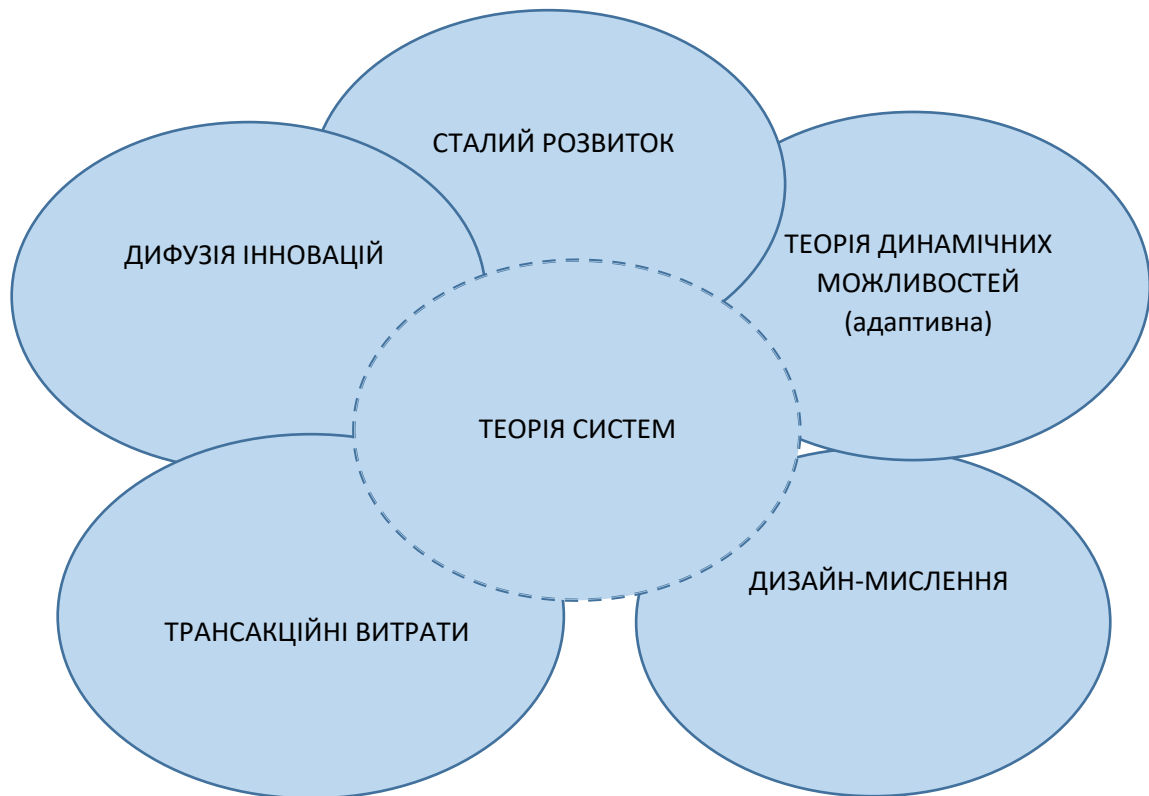 СТАЛИЙ РОЗВИТОК
ДИФУЗІЯ ІННОВАЦІЙ
ТЕОРІЯ ДИНАМІЧНИХ
МОЖЛИВОСТЕЙ
(адаптивна)
ТЕОРІЯ СИСТЕМ
ДИЗАЙН-МИСЛЕННЯ
ТРАНСАКЦІЙНІ ВИТРАТИ